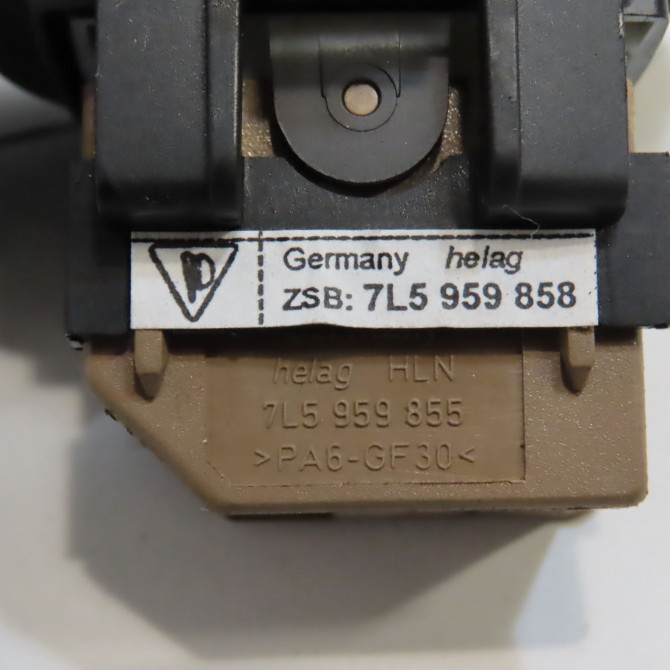 Germany helag
ZSB: 7L5 959 858
helag HLN
7L5 959 855
>PA6-GF30<